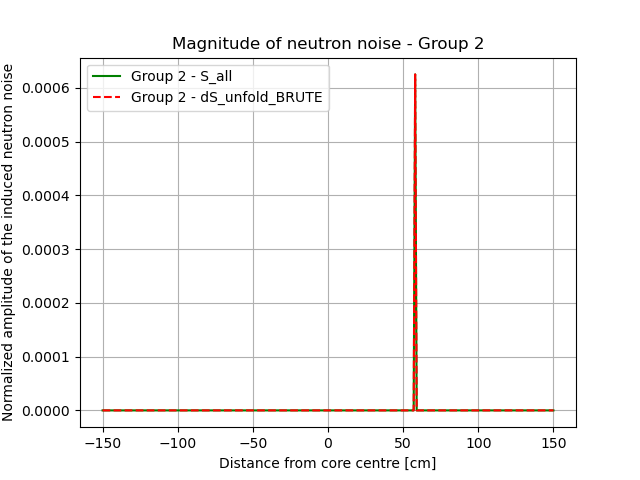 Magnitude of neutron noise - Group 2
Group 2 - S_all
Group 2 - dS_unfold_BRUTE
Normalized amplitude of the induced neutron noise
0.0006
0.0005
0.0004
0.0003
0.0002
0.0001
0.0000
−150 −100 −50 0 50 100 150
Distance from core centre [cm]